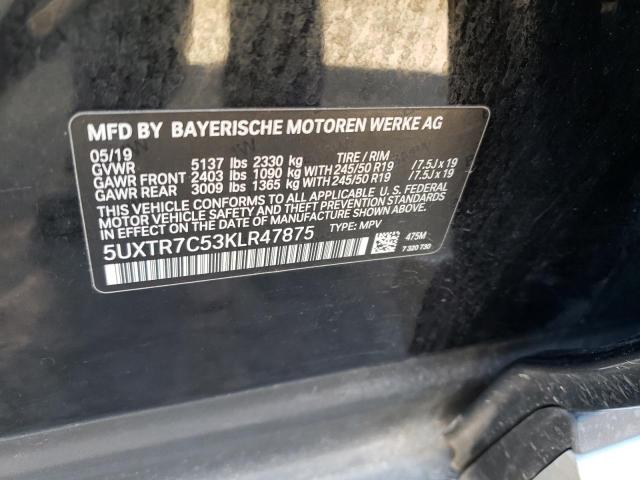 MFD BY BAYERISCHE MOTOREN WERKE AG
05/19 TIRE / RIM
GVWR 5137 lbs 2330 kg
GAWR FRONT 2403 lbs 1090 kg WITH 245/50 R19 /7.5J x 19
GAWR REAR 3009 lbs 1365 kg WITH 245/50 R19 /7.5J x 19
THIS VEHICLE CONFORMS TO ALL APPLICABLE U.S. FEDERAL
MOTOR VEHICLE SAFETY STANDARDS
IN EFFECT ON THE DATE OF MANUFACTURE SHOWN ABOVE.
5UXTR7C53KLR47875 TYPE: MPV
475M
7 320 730